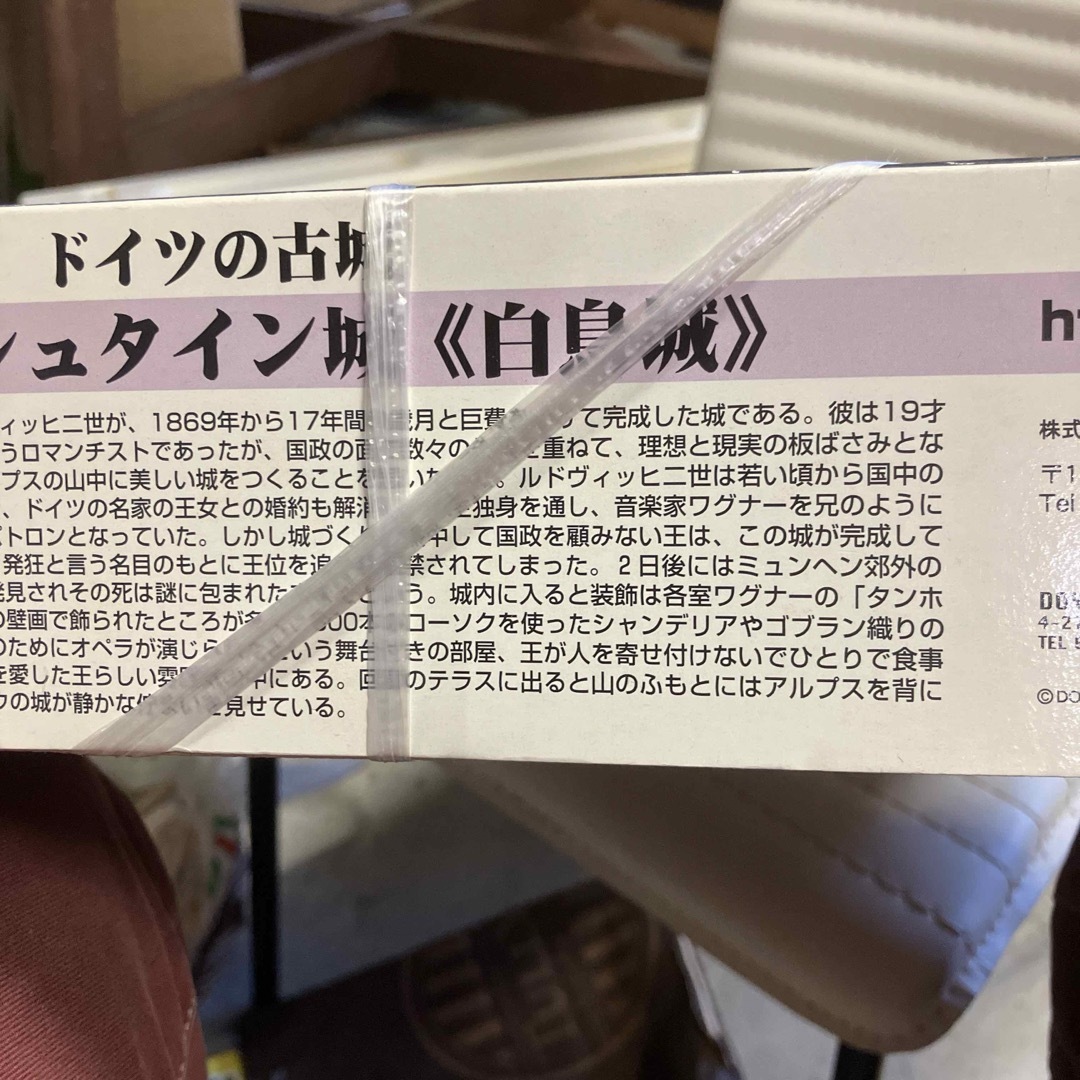 ドイツの古城
シュタイン城《白鳥城》
ィッヒ二世が、1869年から17年間 歳月と巨費 して完成した城である。彼は19才
うロマンチストであったが、国政の面 数々の 重ねて、理想と現実の板ばさみとな
プスの山中に美しい城をつくることを いた 。ルドヴィッヒ二世は若い頃から国中の
、ドイツの名家の王女との婚約も解消 独身を通し、音楽家ワグナーを兄のように
パトロンとなっていた。しかし城づくり 中して国政を顧みない王は、この城が完成して
発狂と言う名目のもとに王位を追 禁されてしまった。2日後にはミュンヘン郊外の
発見されその死は謎に包まれた う。城内に入ると装飾は各室ワグナーの「タンホ
の壁画で飾られたところが多 00本 ローソクを使ったシャンデリアやゴブラン織りの
のためにオペラが演じら いう舞台 きの部屋、王が人を寄せ付けないでひとりで食事
を愛した王らしい雰 中にある。回 のテラスに出ると山のふもとにはアルプスを背に
の城が静かな佇まいを見せている。
h
株式
〒1
Tel
DO
4-2
TEL
©DO